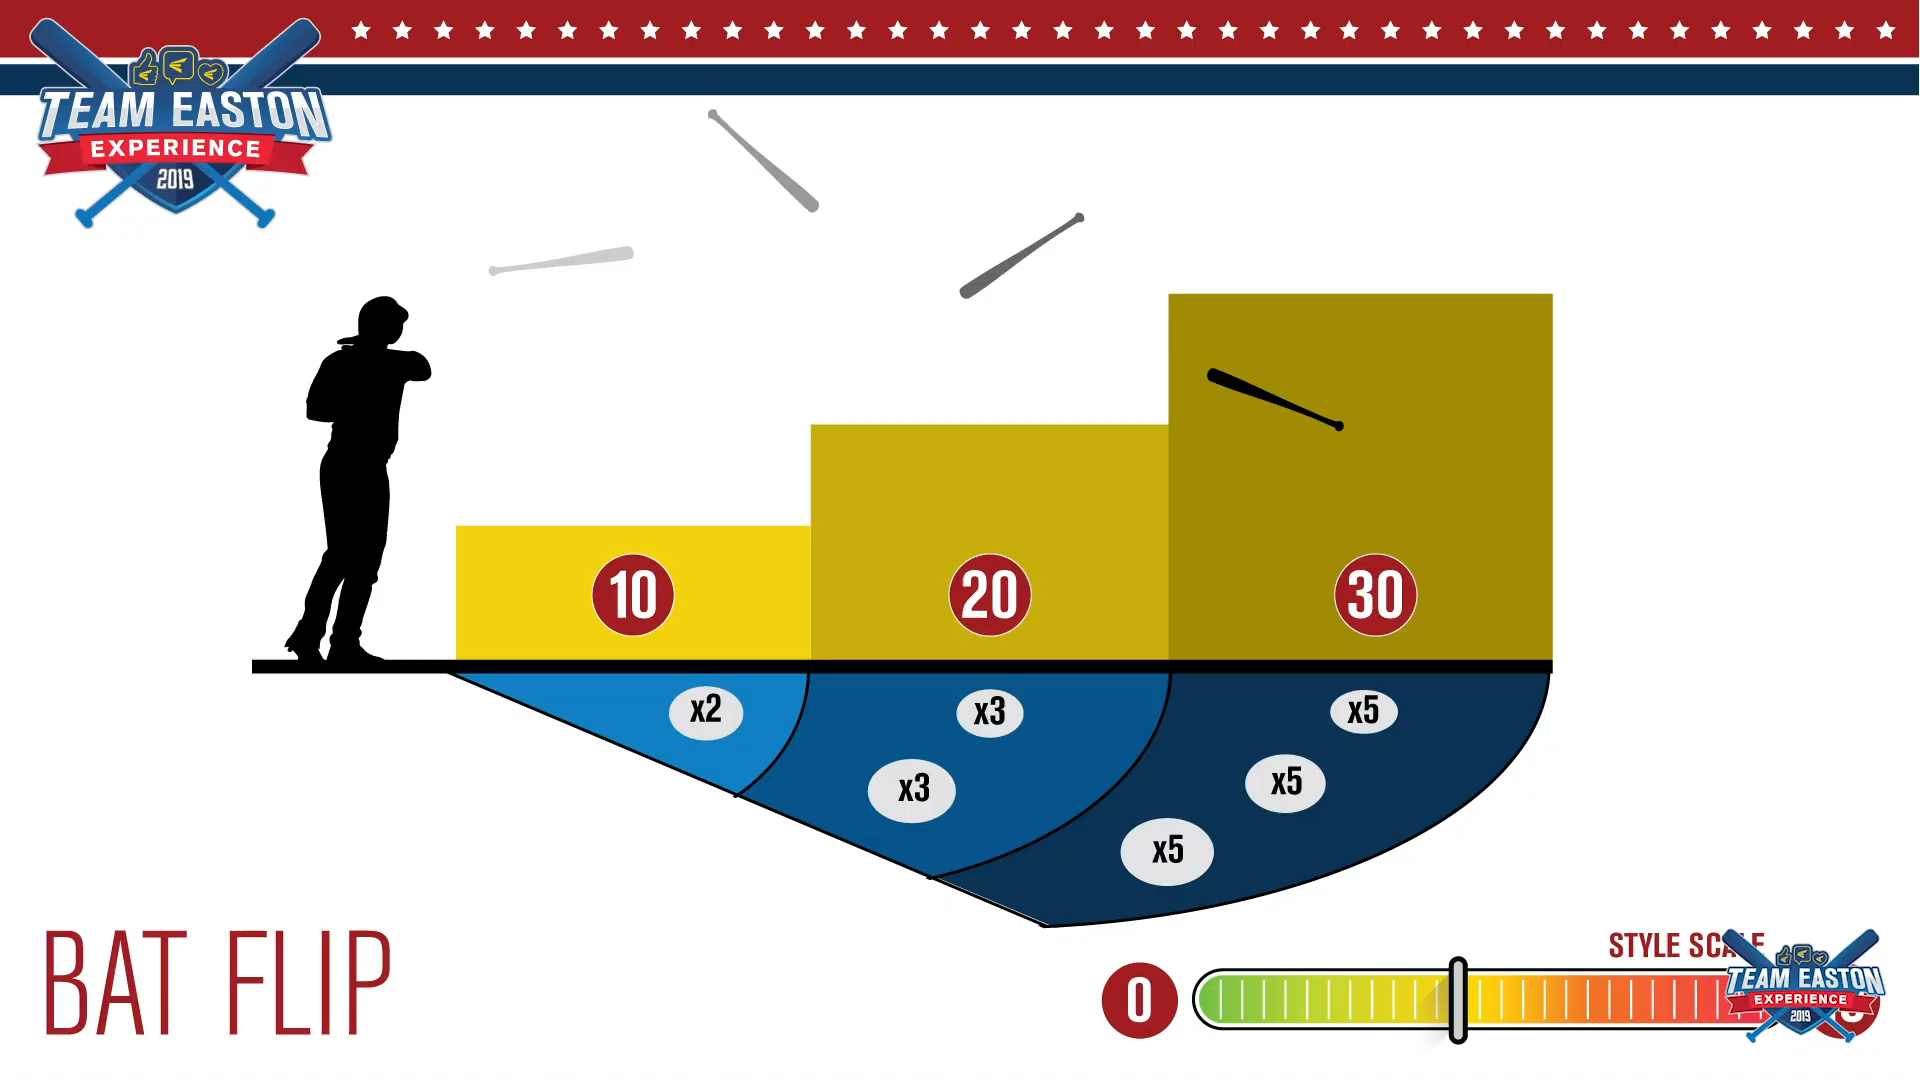 TEAM EASTON
EXPERIENCE
2019
10
20
30
x2
x3
x5
x3
x5
x5
BAT FLIP
STYLE
0
TEAM EASTON
EXPERIENCE
2019